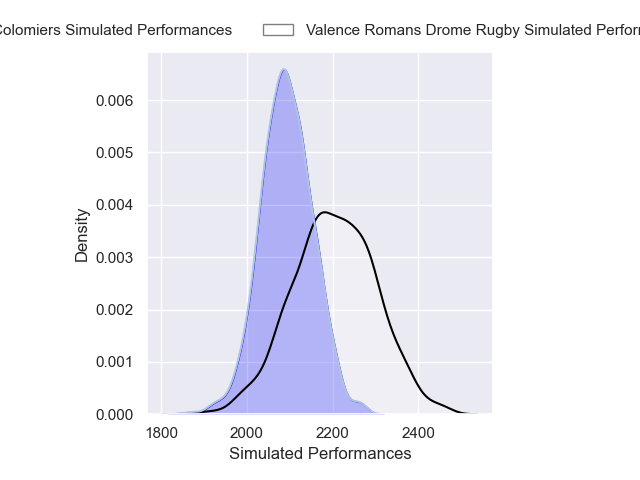 Colomiers Simulated Performances
Valence Romans Drome Rugby Simulated Perfor
0.006
0.005
0.004
0.003
0.002
0.001
0.000
Density
1800 2000 2200 2400
Simulated Performances